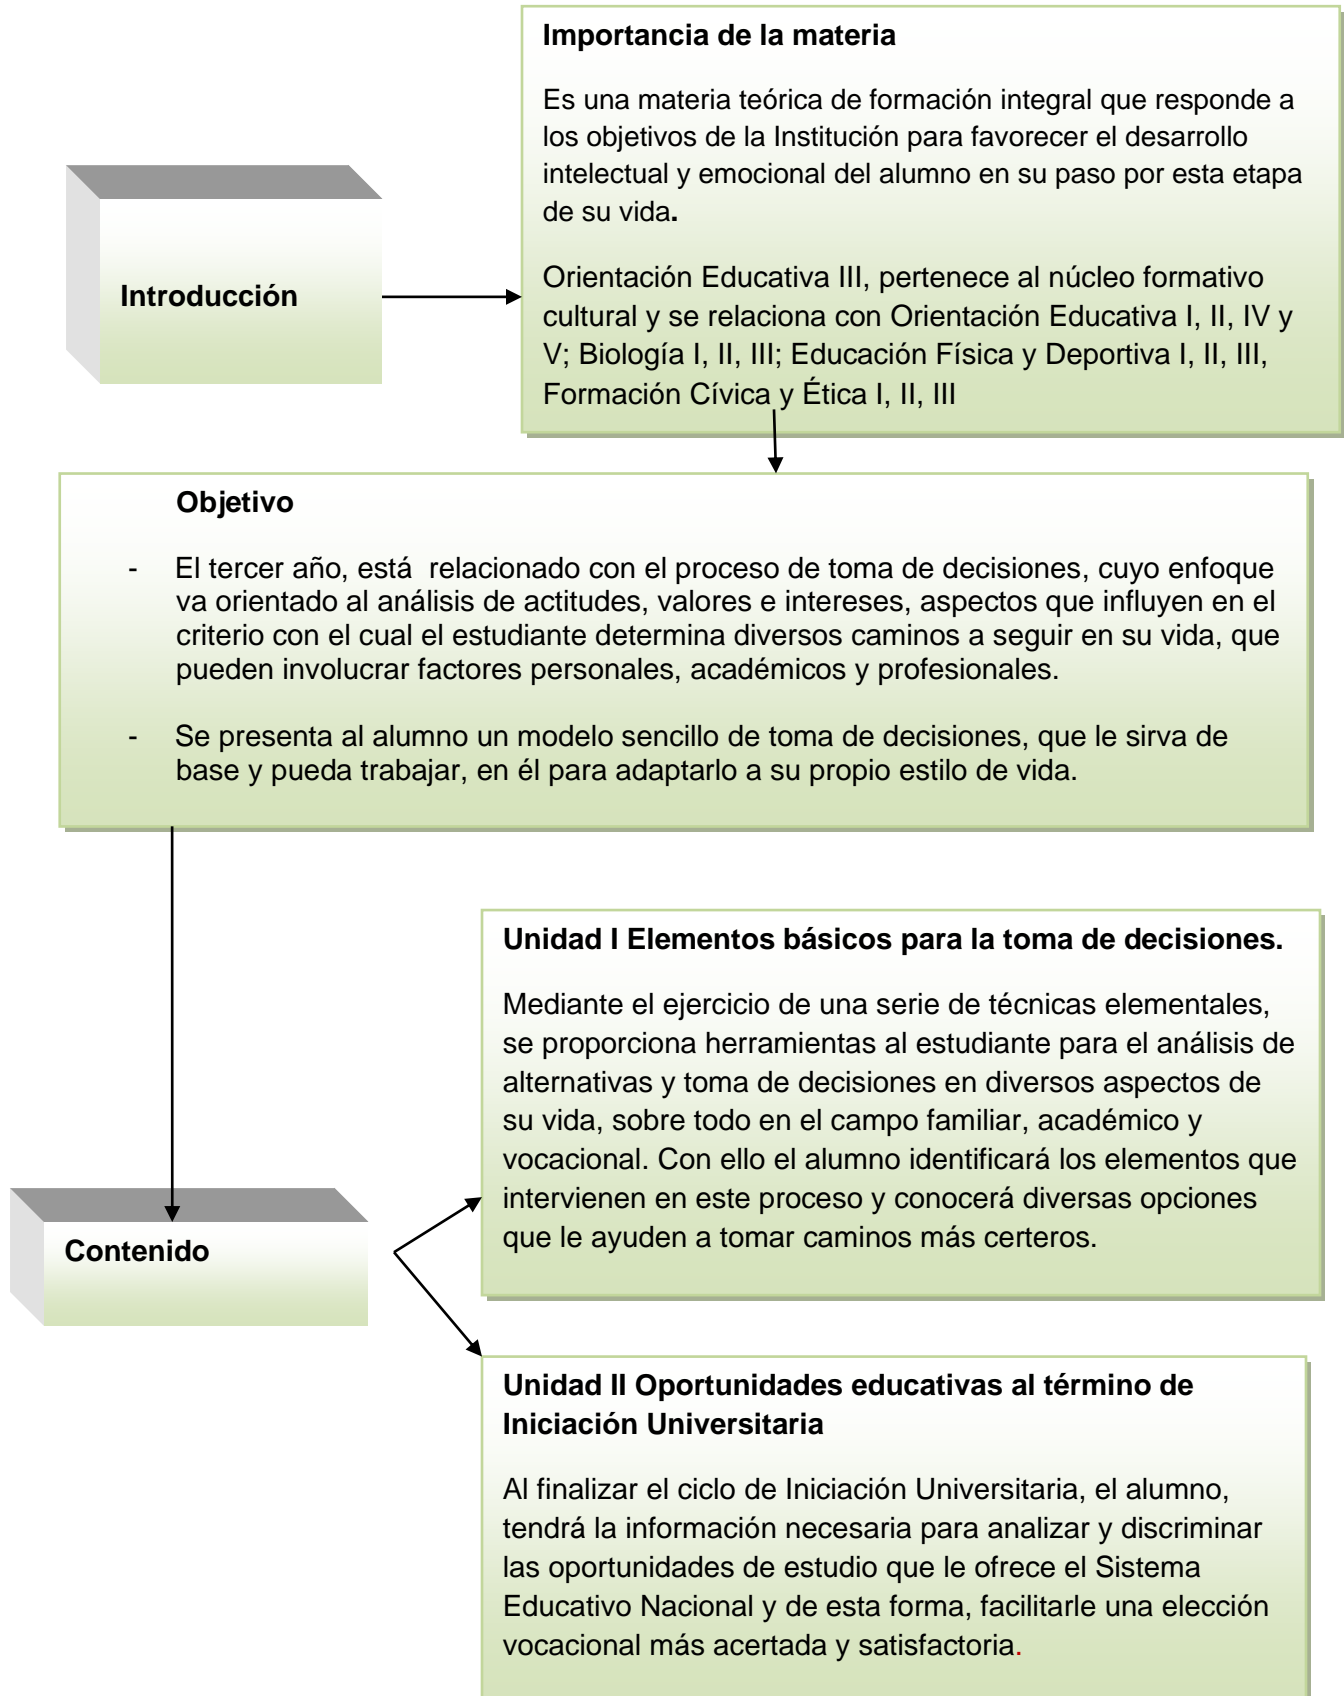 Importancia de la materia
Es una materia teórica de formación integral que responde a
los objetivos de la Institución para favorecer el desarrollo
intelectual y emocional del alumno en su paso por esta etapa
de su vida.
Introducción
Orientación Educativa III, pertenece al núcleo formativo
cultural y se relaciona con Orientación Educativa I, II, IV y
V; Biología I, II, III; Educación Física y Deportiva I, II, III,
Formación Cívica y Ética I, II, III
Objetivo
- El tercer año, está  relacionado con el proceso de toma de decisiones, cuyo enfoque
va orientado al análisis de actitudes, valores e intereses, aspectos que influyen en el
criterio con el cual el estudiante determina diversos caminos a seguir en su vida, que
pueden involucrar factores personales, académicos y profesionales.
- Se presenta al alumno un modelo sencillo de toma de decisiones, que le sirva de
base y pueda trabajar, en él para adaptarlo a su propio estilo de vida.
Contenido
Unidad I Elementos básicos para la toma de decisiones.
Mediante el ejercicio de una serie de técnicas elementales,
se proporciona herramientas al estudiante para el análisis de
alternativas y toma de decisiones en diversos aspectos de
su vida, sobre todo en el campo familiar, académico y
vocacional. Con ello el alumno identificará los elementos que
intervienen en este proceso y conocerá diversas opciones
que le ayuden a tomar caminos más certeros.
Unidad II Oportunidades educativas al término de
Iniciación Universitaria
Al finalizar el ciclo de Iniciación Universitaria, el alumno,
tendrá la información necesaria para analizar y discriminar
las oportunidades de estudio que le ofrece el Sistema
Educativo Nacional y de esta forma, facilitarle una elección
vocacional más acertada y satisfactoria.